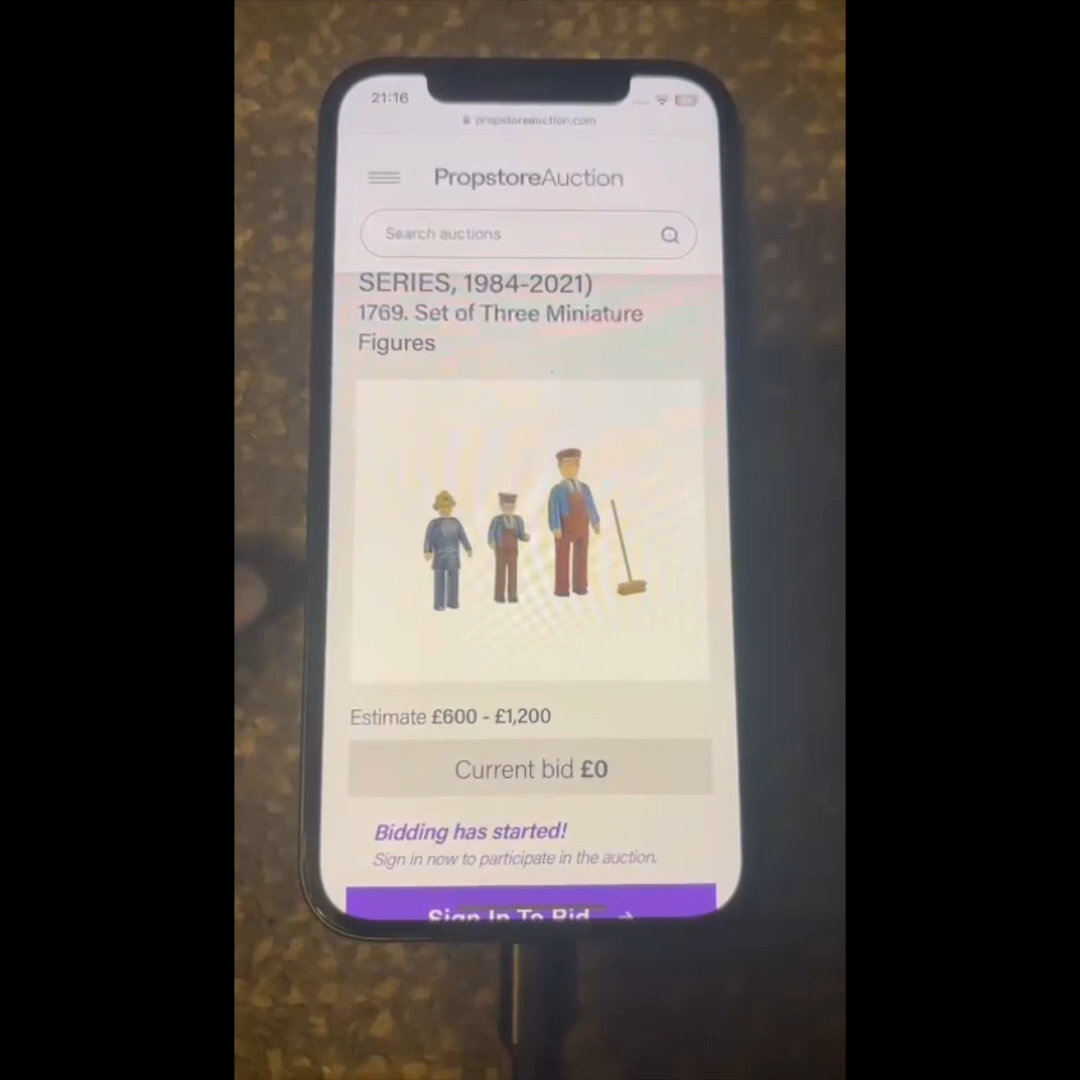 21:16
propstoreauction.com
PropstoreAuction
Search auctions
SERIES, 1984-2021)
1769. Set of Three Miniature
Figures
Estimate £600 - £1,200
Current bid £0
Bidding has started!
Sign in now to participate in the auction.
Sign In To Bid →